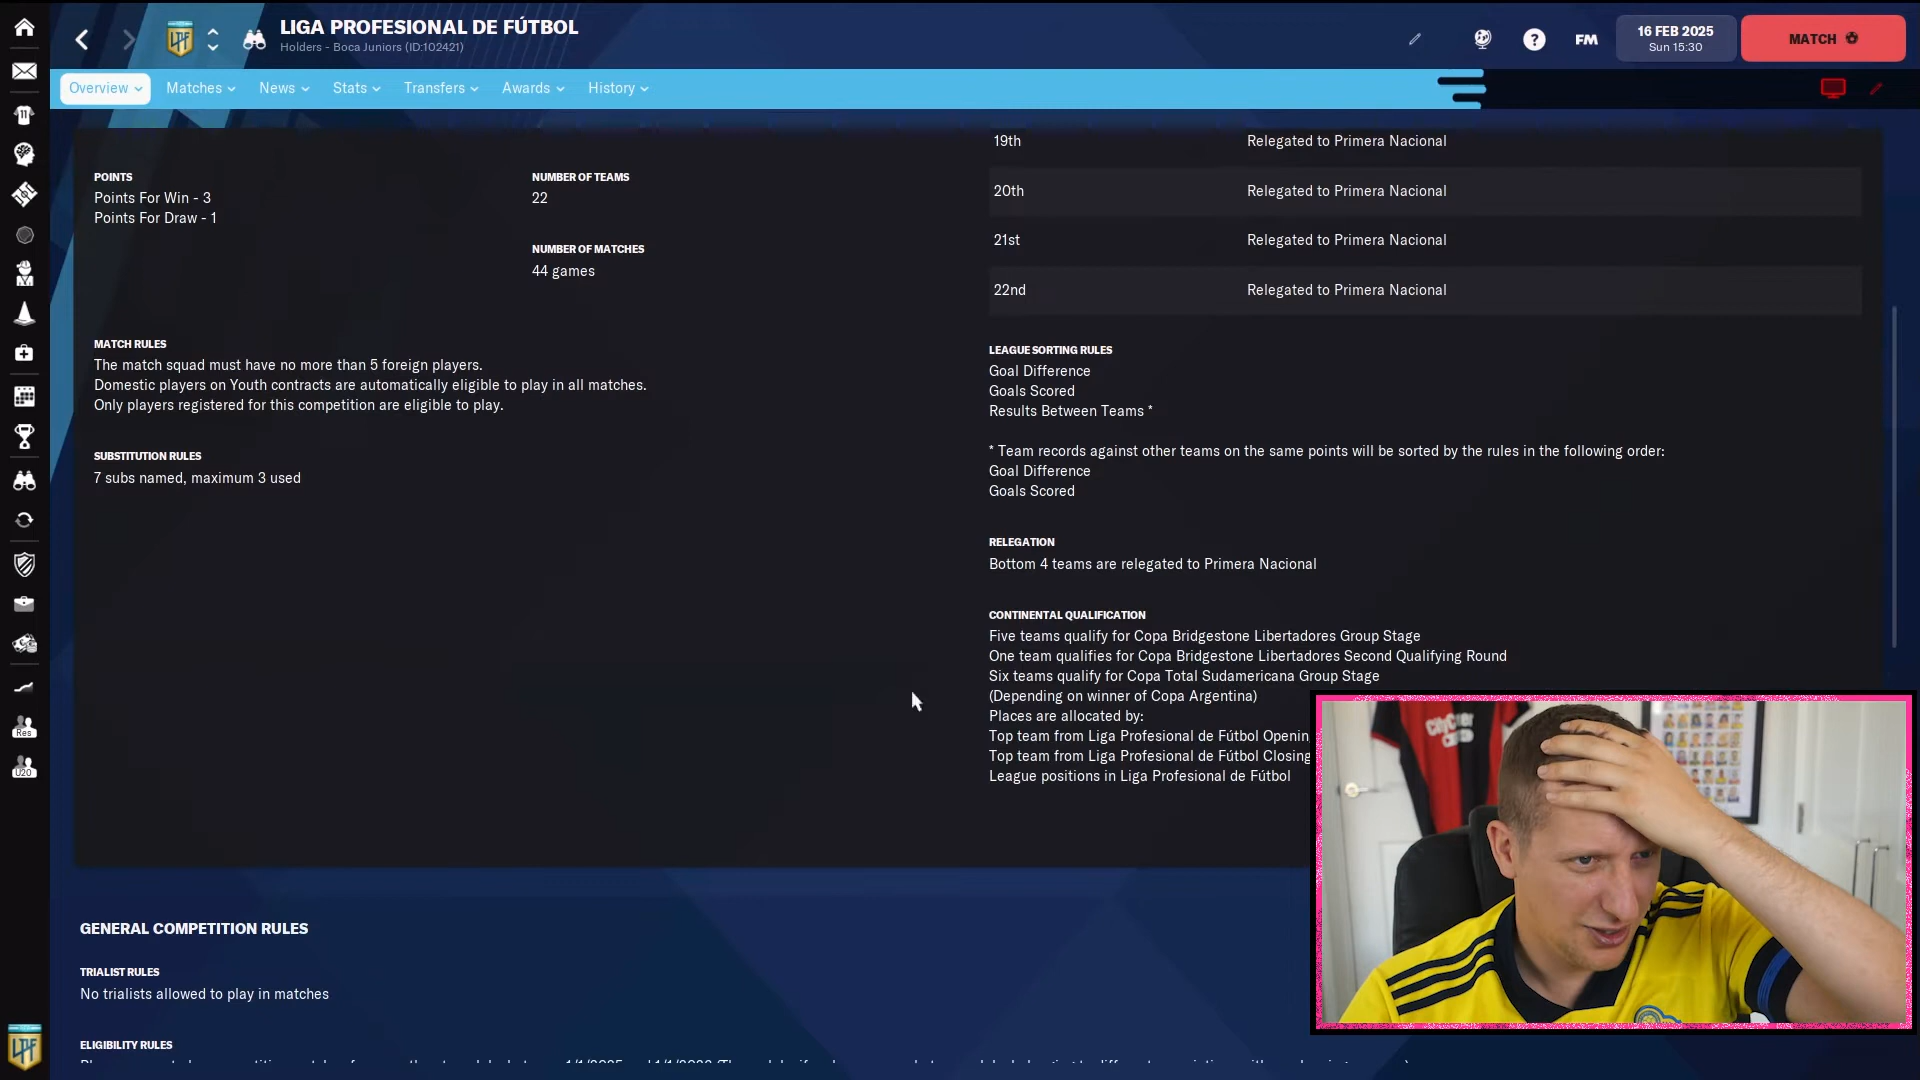 LIGA PROFESIONAL DE FÚTBOL
Holders - Boca Juniors (ID:102421)
FM
16 FEB 2025
Sun 15:30
MATCH
Overview
Matches
News
Stats
Transfers
Awards
History
POINTS
Points For Win - 3
Points For Draw - 1
NUMBER OF TEAMS
22
NUMBER OF MATCHES
44 games
MATCH RULES
The match squad must have no more than 5 foreign players.
Domestic players on Youth contracts are automatically eligible to play in all matches.
Only players registered for this competition are eligible to play.
SUBSTITUTION RULES
7 subs named, maximum 3 used
19th Relegated to Primera Nacional
20th Relegated to Primera Nacional
21st Relegated to Primera Nacional
22nd Relegated to Primera Nacional
LEAGUE SORTING RULES
Goal Difference
Goals Scored
Results Between Teams *
* Team records against other teams on the same points will be sorted by the rules in the following order:
Goal Difference
Goals Scored
RELEGATION
Bottom 4 teams are relegated to Primera Nacional
CONTINENTAL QUALIFICATION
Five teams qualify for Copa Bridgestone Libertadores Group Stage
One team qualifies for Copa Bridgestone Libertadores Second Qualifying Round
Six teams qualify for Copa Total Sudamericana Group Stage
(Depending on winner of Copa Argentina)
Places are allocated by:
Top team from Liga Profesional de Fútbol Openin
Top team from Liga Profesional de Fútbol Closing
League positions in Liga Profesional de Fútbol
GENERAL COMPETITION RULES
TRIALIST RULES
No trialists allowed to play in matches
ELIGIBILITY RULES
Res
U20
LPF